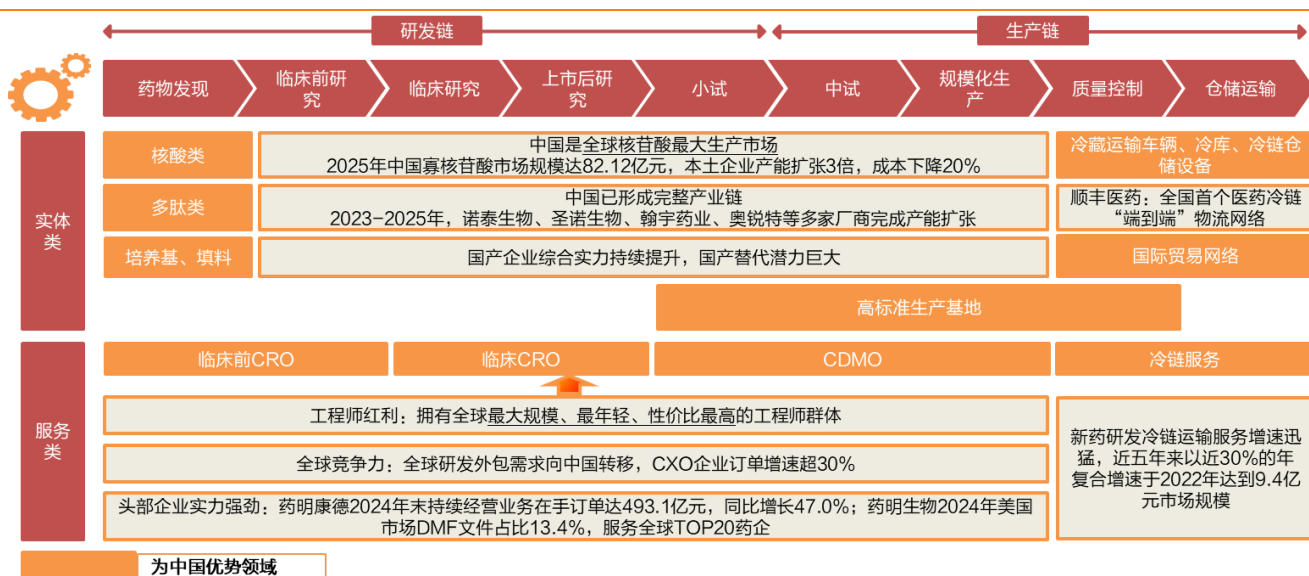 研发链
生产链
药物发现
临床前研
究
临床研究
上市后研
究
小试
中试
规模化生
产
质量控制
仓储运输
实体
类
核酸类
中国是全球核苷酸最大生产市场
2025年中国寡核苷酸市场规模达82.12亿元，本土企业产能扩张3倍，成本下降20%
冷藏运输车辆、冷库、冷链仓
储设备
多肽类
中国已形成完整产业链
2023-2025年，诺泰生物、圣诺生物、翰宇药业、奥锐特等多家厂商完成产能扩张
顺丰医药：全国首个医药冷链
“端到端”物流网络
培养基、填料
国产企业综合实力持续提升，国产替代潜力巨大
国际贸易网络
高标准生产基地
服务
类
临床前CRO
临床CRO
CDMO
冷链服务
工程师红利：拥有全球最大规模、最年轻、性价比最高的工程师群体
全球竞争力：全球研发外包需求向中国转移，CXO企业订单增速超30%
头部企业实力强劲：药明康德2024年末持续经营业务在手订单达493.1亿元，同比增长47.0%；药明生物2024年美国
市场DMF文件占比13.4%，服务全球TOP20药企
新药研发冷链运输服务增速迅
猛，近五年来以近30%的年
复合增速于2022年达到9.4亿
元市场规模
为中国优势领域